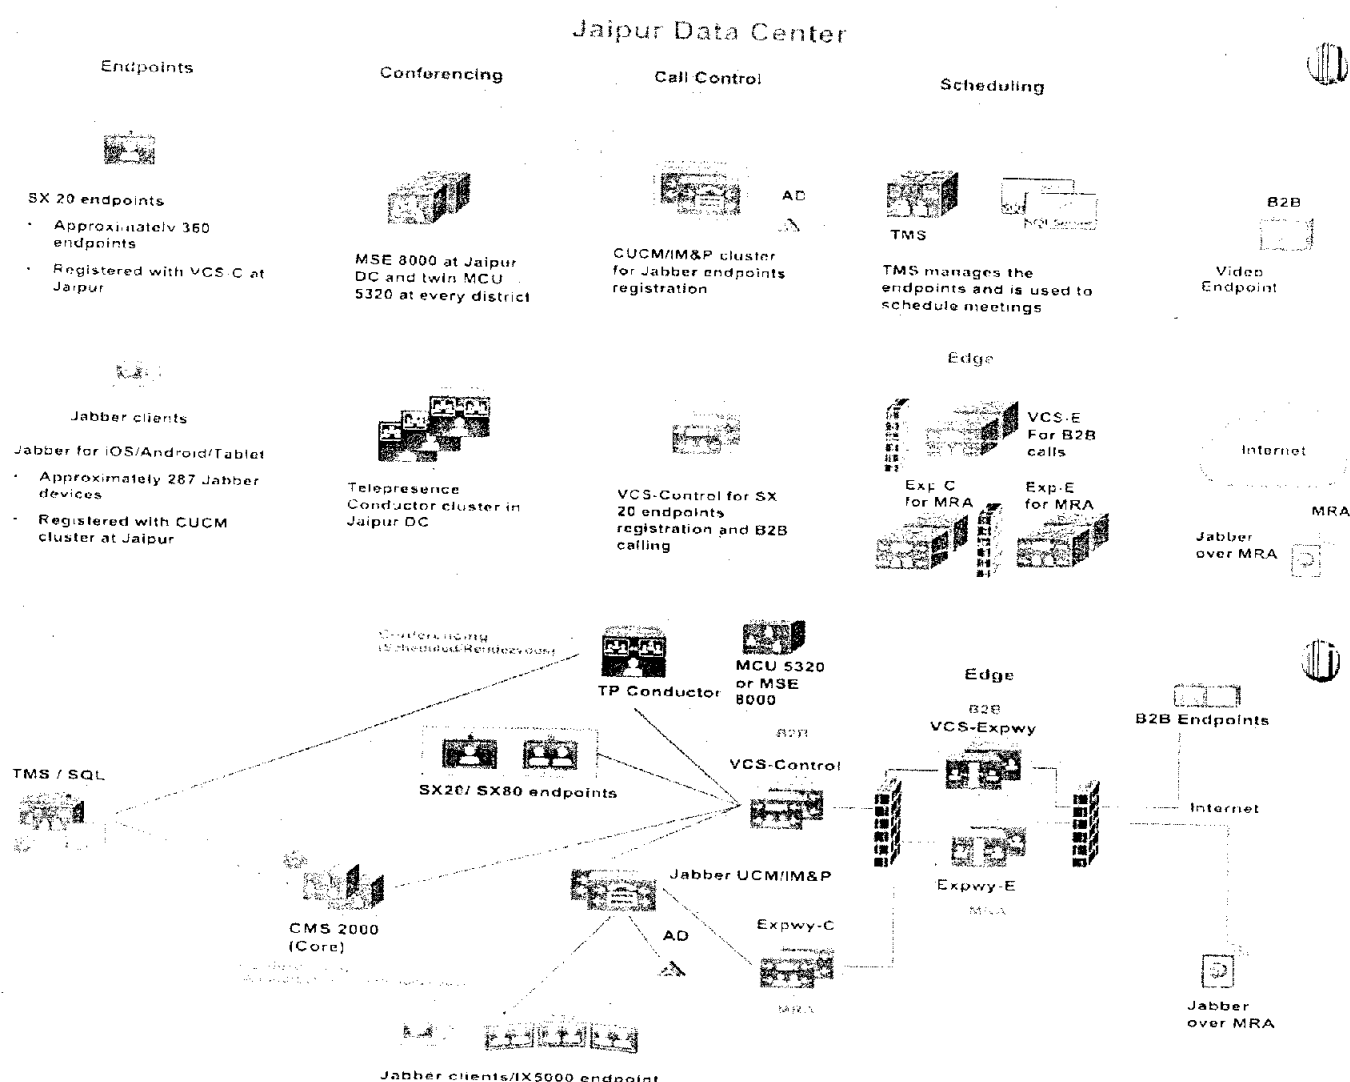 Jaipur Data Center
Endpoints
Conferencing
Call Control
Scheduling
SX 20 endpoints
· Approximately 360
endpoints
· Registered with VCS-C at
Jaipur
MSE 8000 at Jaipur
DC and twin MCU
5320 at every district
AD
CUCM/IM&P cluster
for Jabber endpoints
registration
SQL Server
TMS
TMS manages the
endpoints and is used to
schedule meetings
B2B
Video
Endpoint
Jabber clients
Jabber for iOS/Android/Tablet
· Approximately 287 Jabber
devices
· Registered with CUCM
cluster at Jaipur
Telepresence
Conductor cluster in
Jaipur DC
VCS-Control for SX
20 endpoints
registration and B2B
calling
Edge
VCS-E
For B2B
calls
Exp-C
for MRA
Exp-E
for MRA
Internet
MRA
Jabber
over MRA
Conferencing
(Scheduled/Rendezvous)
TP Conductor
MCU 5320
or MSE
8000
Edge
B2B
VCS-Expwy
B2B Endpoints
B2B
VCS-Control
TMS / SQL
SX20/ SX80 endpoints
Internet
Jabber UCM/IM&P
Expwy-E
MRA
CMS 2000
(Core)
AD
Expwy-C
MRA
Jabber
over MRA
Jabber clients/IX5000 endpoint